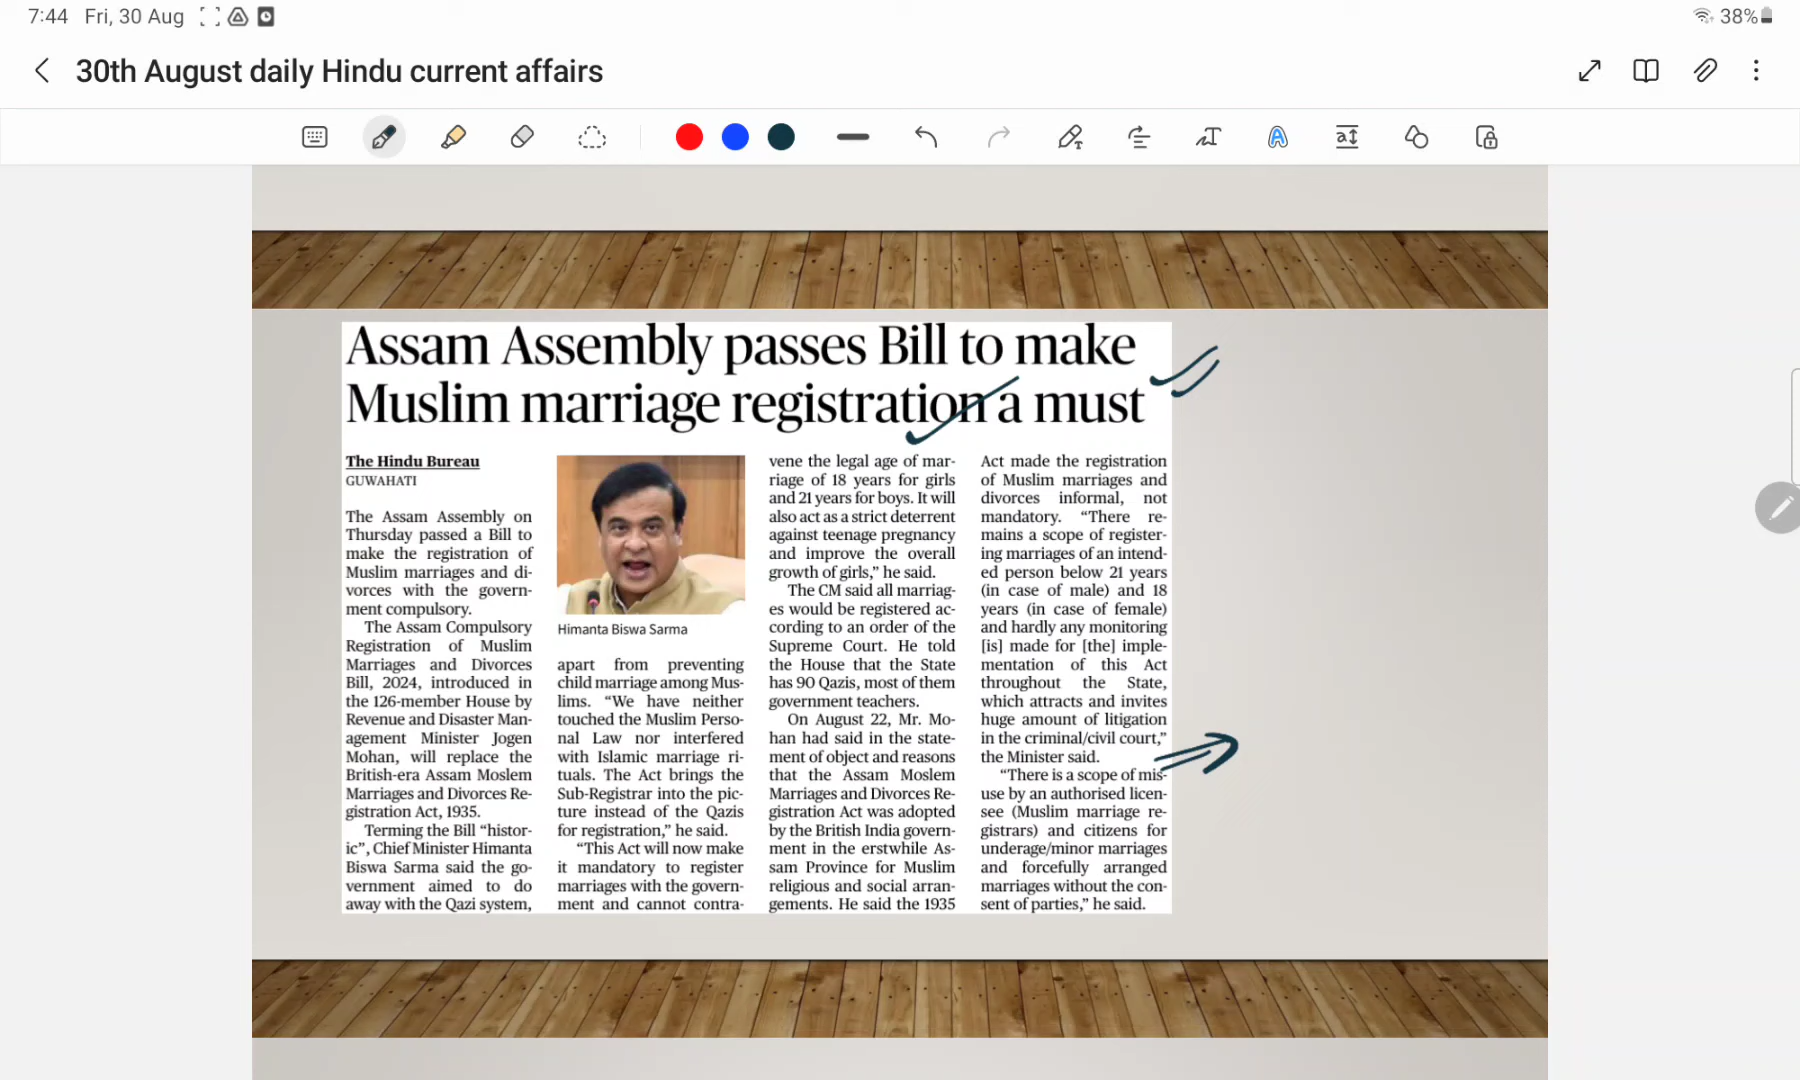 7:44 Fri, 30 Aug
38%
30th August daily Hindu current affairs
Assam Assembly passes Bill to make
Muslim marriage registration a must
The Hindu Bureau
GUWAHATI
The Assam Assembly on
Thursday passed a Bill to
make the registration of
Muslim marriages and di-
vorces with the govern-
ment compulsory.
The Assam Compulsory
Registration of Muslim
Marriages and Divorces
Bill, 2024, introduced in
the 126-member House by
Revenue and Disaster Man-
agement Minister Jogen
Mohan, will replace the
British-era Assam Moslem
Marriages and Divorces Re-
gistration Act, 1935.
Terming the Bill “histor-
ic”, Chief Minister Himanta
Biswa Sarma said the go-
vernment aimed to do
away with the Qazi system,
Himanta Biswa Sarma
apart from preventing
child marriage among Mus-
lims. “We have neither
touched the Muslim Perso-
nal Law nor interfered
with Islamic marriage ri-
tuals. The Act brings the
Sub-Registrar into the pic-
ture instead of the Qazis
for registration,” he said.
“This Act will now make
it mandatory to register
marriages with the govern-
ment and cannot contra-
vene the legal age of mar-
riage of 18 years for girls
and 21 years for boys. It will
also act as a strict deterrent
against teenage pregnancy
and improve the overall
growth of girls,” he said.
The CM said all marriag-
es would be registered ac-
cording to an order of the
Supreme Court. He told
the House that the State
has 90 Qazis, most of them
government teachers.
On August 22, Mr. Mo-
han had said in the state-
ment of object and reasons
that the Assam Moslem
Marriages and Divorces Re-
gistration Act was adopted
by the British India govern-
ment in the erstwhile As-
sam Province for Muslim
religious and social arran-
gements. He said the 1935
Act made the registration
of Muslim marriages and
divorces informal, not
mandatory. “There re-
mains a scope of register-
ing marriages of an intend-
ed person below 21 years
(in case of male) and 18
years (in case of female)
and hardly any monitoring
[is] made for [the] imple-
mentation of this Act
throughout the State,
which attracts and invites
huge amount of litigation
in the criminal/civil court,”
the Minister said.
“There is a scope of mis-
use by an authorised licen-
see (Muslim marriage re-
gistrars) and citizens for
underage/minor marriages
and forcefully arranged
marriages without the con-
sent of parties,” he said.